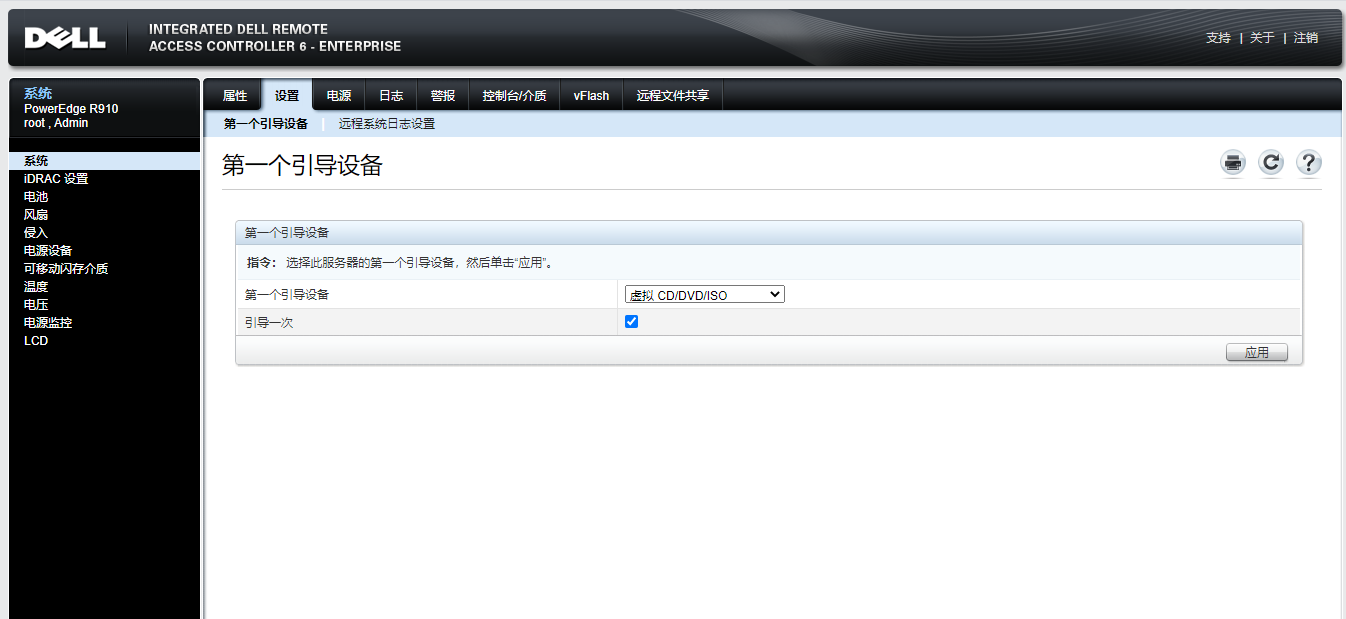 DELL
INTEGRATED DELL REMOTE
ACCESS CONTROLLER 6 - ENTERPRISE
支持 | 关于 | 注销
系统
PowerEdge R910
root , Admin
系统
iDRAC 设置
电池
风扇
侵入
电源设备
可移动闪存介质
温度
电压
电源监控
LCD
属性 设置 电源 日志 警报 控制台/介质 vFlash 远程文件共享
第一个引导设备 | 远程系统日志设置
第一个引导设备
?
第一个引导设备
指令： 选择此服务器的第一个引导设备，然后单击“应用”。
第一个引导设备 虚拟 CD/DVD/ISO
引导一次
应用